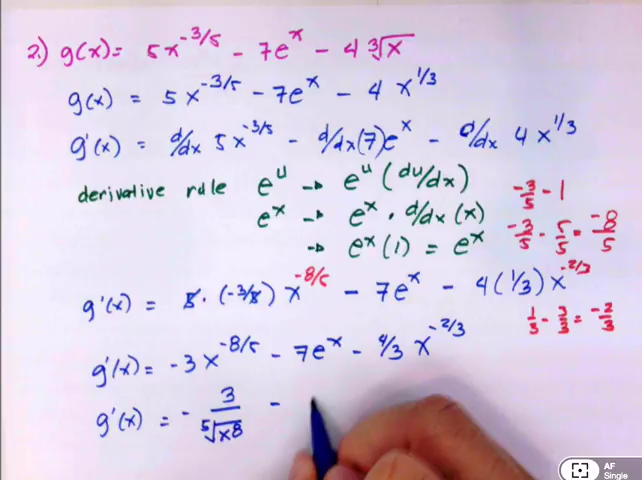 2.) g(x) = 5x^{-3/5} - 7e^x - 4 ∛x
g(x) = 5x^{-3/5} - 7e^x - 4 x^{1/3}
g'(x) = d/dx 5x^{-3/5} - d/dx(7)e^x - d/dx 4x^{1/3}
derivative rule e^u → e^u (du/dx)
e^x → e^x · d/dx (x)
→ e^x (1) = e^x
-3/5 - 1
-3/5 - 5/5 = -8/5
g'(x) = 5 · (-3/5) x^{-8/5} - 7e^x - 4(1/3) x^{-2/3}
1/3 - 3/3 = -2/3
g'(x) = -3x^{-8/5} - 7e^x - 4/3 x^{-2/3}
g'(x) = - 3/⁵√x⁸ -
AF
Single